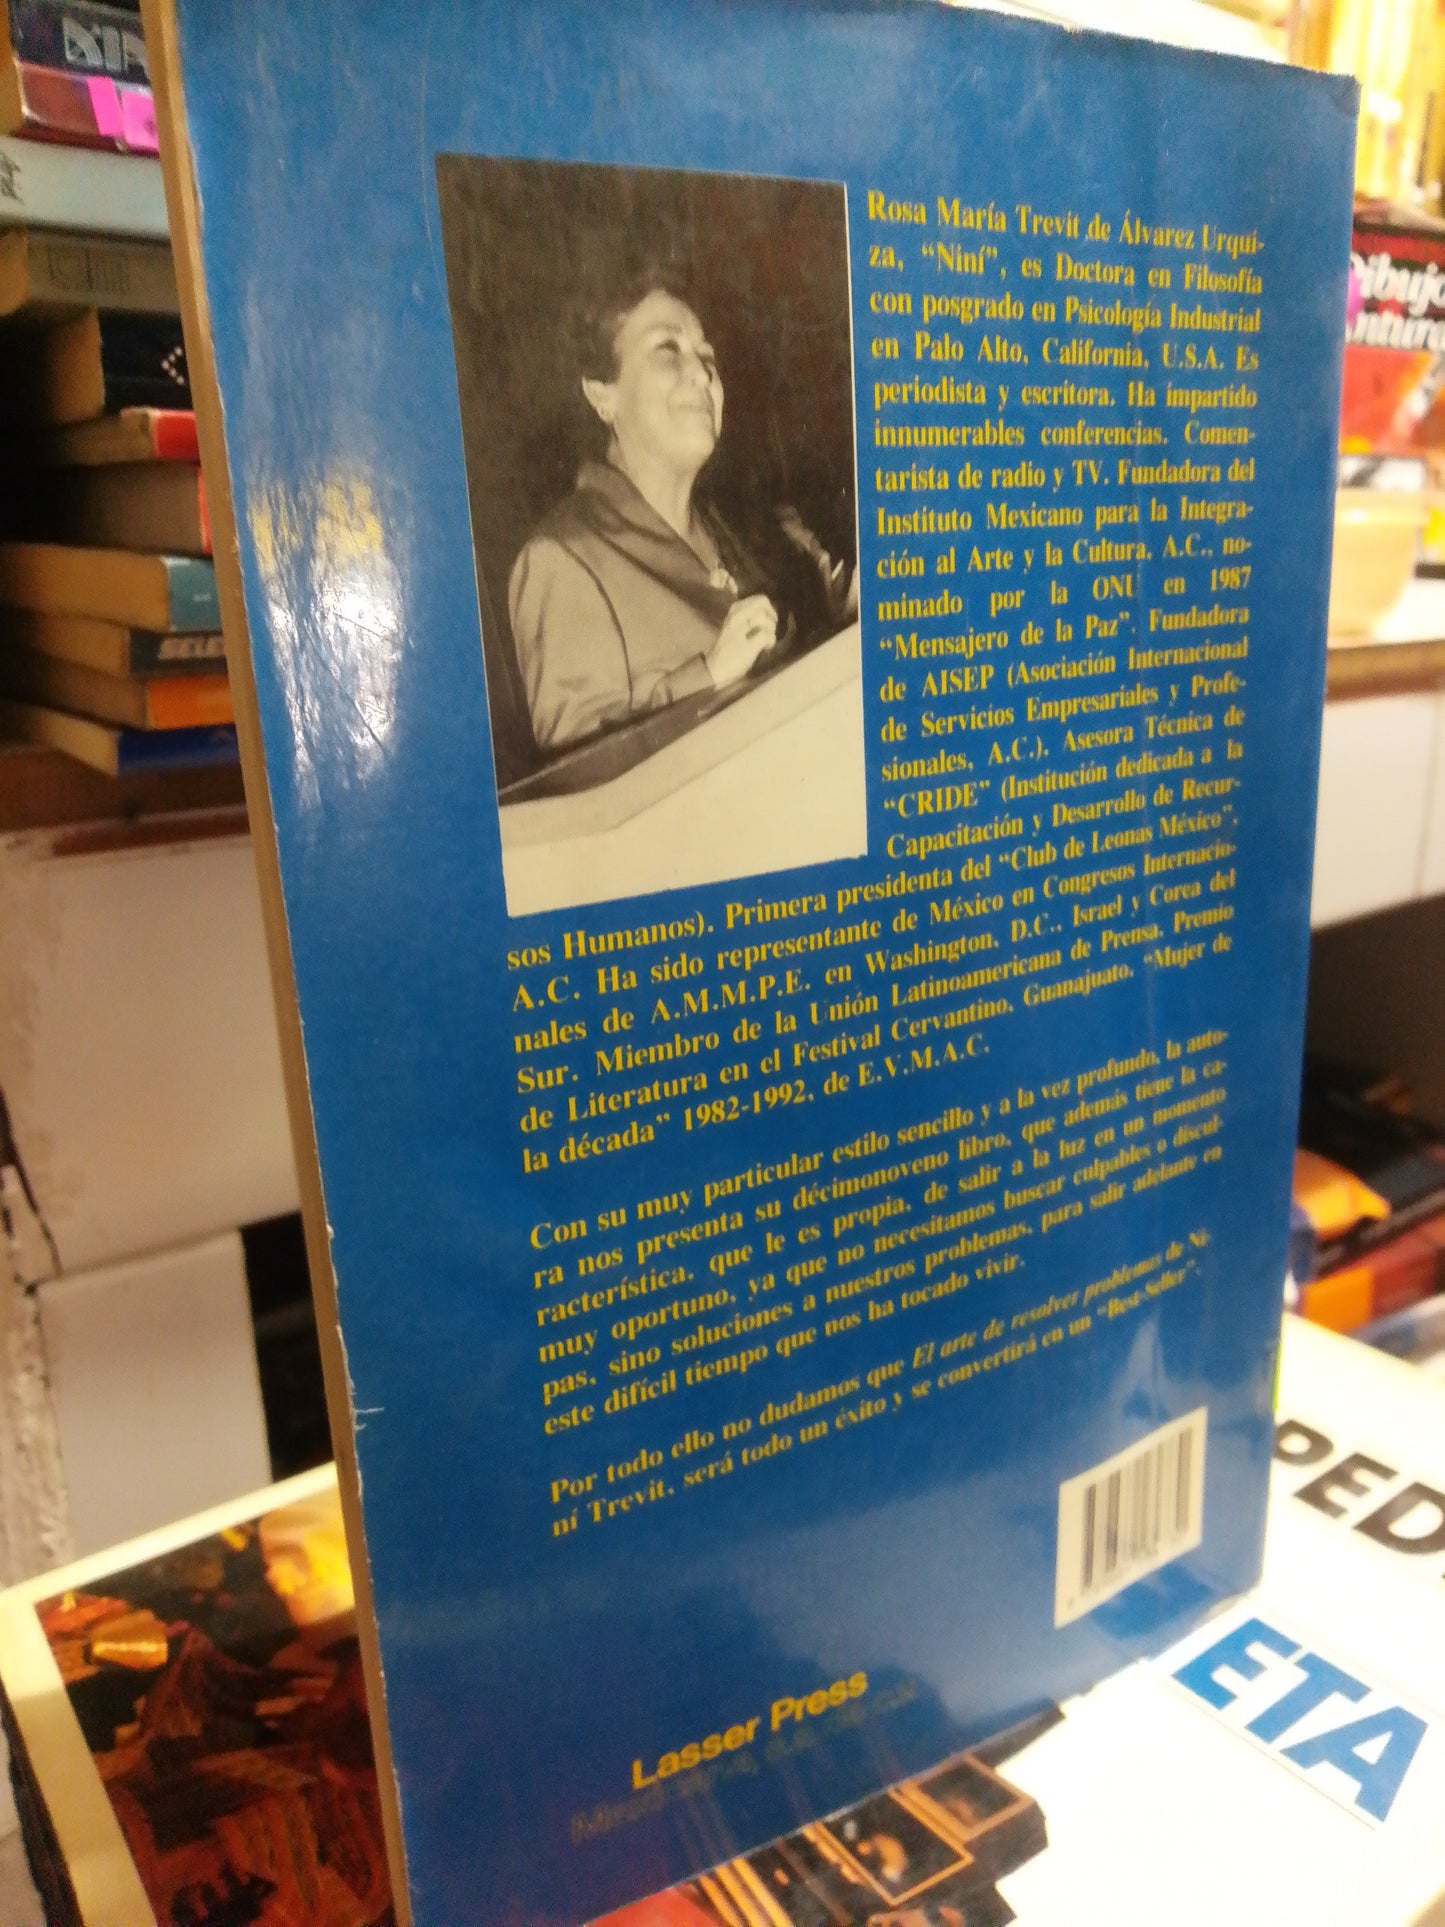 Rosa María Trevit de Álvarez Urqui-
za, “Niní”, es Doctora en Filosofía
con posgrado en Psicología Industrial
en Palo Alto, California, U.S.A. Es
periodista y escritora. Ha impartido
innumerables conferencias. Comen-
tarista de radio y TV. Fundadora del
Instituto Mexicano para la Integra-
ción al Arte y la Cultura, A.C., no-
minado por la ONU en 1987
“Mensajero de la Paz”. Fundadora
de AISEP (Asociación Internacional
de Servicios Empresariales y Profe-
sionales, A.C.). Asesora Técnica de
“CRIDE” (Institución dedicada a la
Capacitación y Desarrollo de Recur-
sos Humanos). Primera presidenta del “Club de Leonas México”,
A.C. Ha sido representante de México en Congresos Internacio-
nales de A.M.M.P.E. en Washington, D.C., Israel y Corea del
Sur. Miembro de la Unión Latinoamericana de Prensa. Premio
de Literatura en el Festival Cervantino, Guanajuato. “Mujer de
la década” 1982-1992, de E.V.M.A.C.
Con su muy particular estilo sencillo y a la vez profundo, la auto-
ra nos presenta su décimonoveno libro, que además tiene la ca-
racterística, que le es propia, de salir a la luz en un momento
muy oportuno, ya que no necesitamos buscar culpables o discul-
pas, sino soluciones a nuestros problemas, para salir adelante en
este difícil tiempo que nos ha tocado vivir.
Por todo ello no dudamos que El arte de resolver problemas de Ni-
ní Trevit, será todo un éxito y se convertirá en un “Best-Seller”.
Lasser Press
PED
ETA
SELE
Dibujo